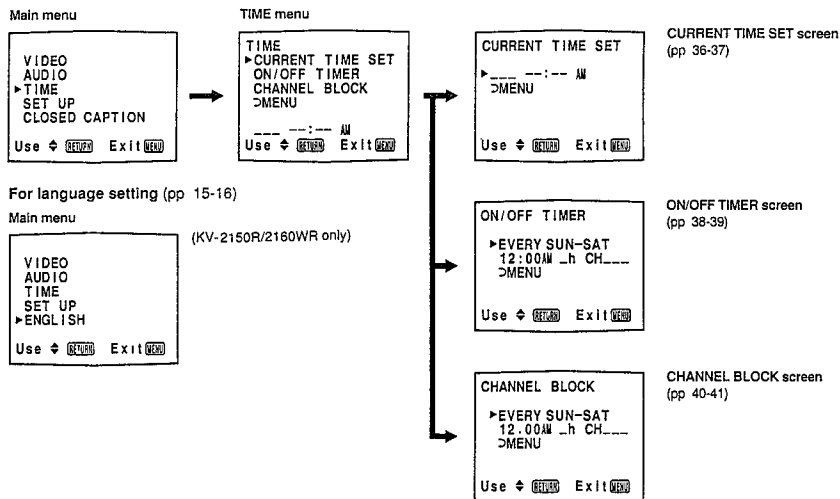 Main menu
VIDEO
AUDIO
►TIME
SET UP
CLOSED CAPTION
Use ♦ RETURN Exit MENU
TIME menu
TIME
►CURRENT TIME SET
ON/OFF TIMER
CHANNEL BLOCK
⊃MENU
___ --:-- AM
Use ♦ RETURN Exit MENU
CURRENT TIME SET
►___ --:-- AM
⊃MENU
Use ♦ RETURN Exit MENU
CURRENT TIME SET screen
(pp 36-37)
For language setting (pp 15-16)
Main menu
VIDEO
AUDIO
TIME
SET UP
►ENGLISH
Use ♦ RETURN Exit MENU
(KV-2150R/2160WR only)
ON/OFF TIMER
►EVERY SUN-SAT
12:00AM _h CH___
⊃MENU
Use ♦ RETURN Exit MENU
ON/OFF TIMER screen
(pp 38-39)
CHANNEL BLOCK
►EVERY SUN-SAT
12.00AM _h CH___
⊃MENU
Use ♦ RETURN Exit MENU
CHANNEL BLOCK screen
(pp 40-41)